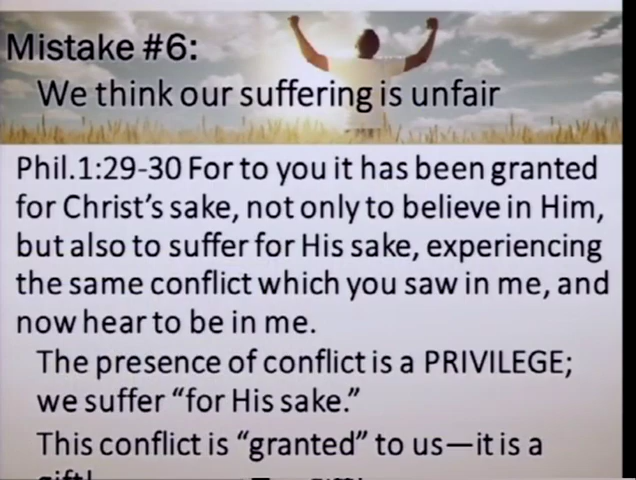 Mistake #6:
We think our suffering is unfair
Phil.1:29-30 For to you it has been granted
for Christ's sake, not only to believe in Him,
but also to suffer for His sake, experiencing
the same conflict which you saw in me, and
now hear to be in me.
The presence of conflict is a PRIVILEGE;
we suffer “for His sake.”
This conflict is “granted” to us—it is a
gift!